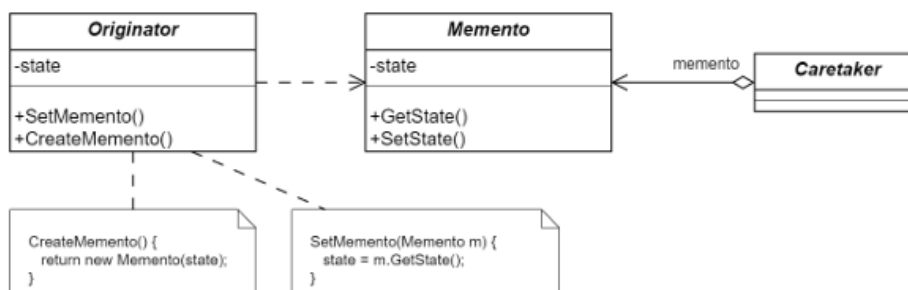 Originator
-state
+SetMemento()
+CreateMemento()
Memento
-state
+GetState()
+SetState()
memento
Caretaker
CreateMemento() {
return new Memento(state);
}
SetMemento(Memento m) {
state = m.GetState();
}